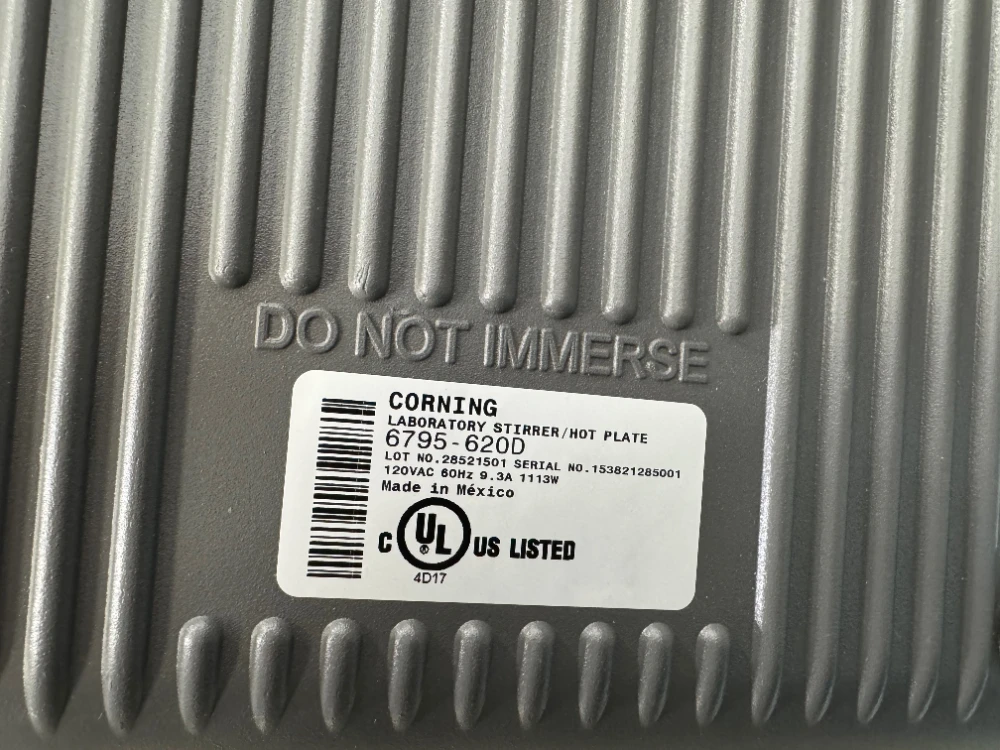 DO NOT IMMERSE
CORNING
LABORATORY STIRRER/HOT PLATE
6795-620D
LOT NO.28521501 SERIAL NO.153821285001
120VAC 60Hz 9.3A 1113W
Made in México
C UL ® US LISTED
4D17